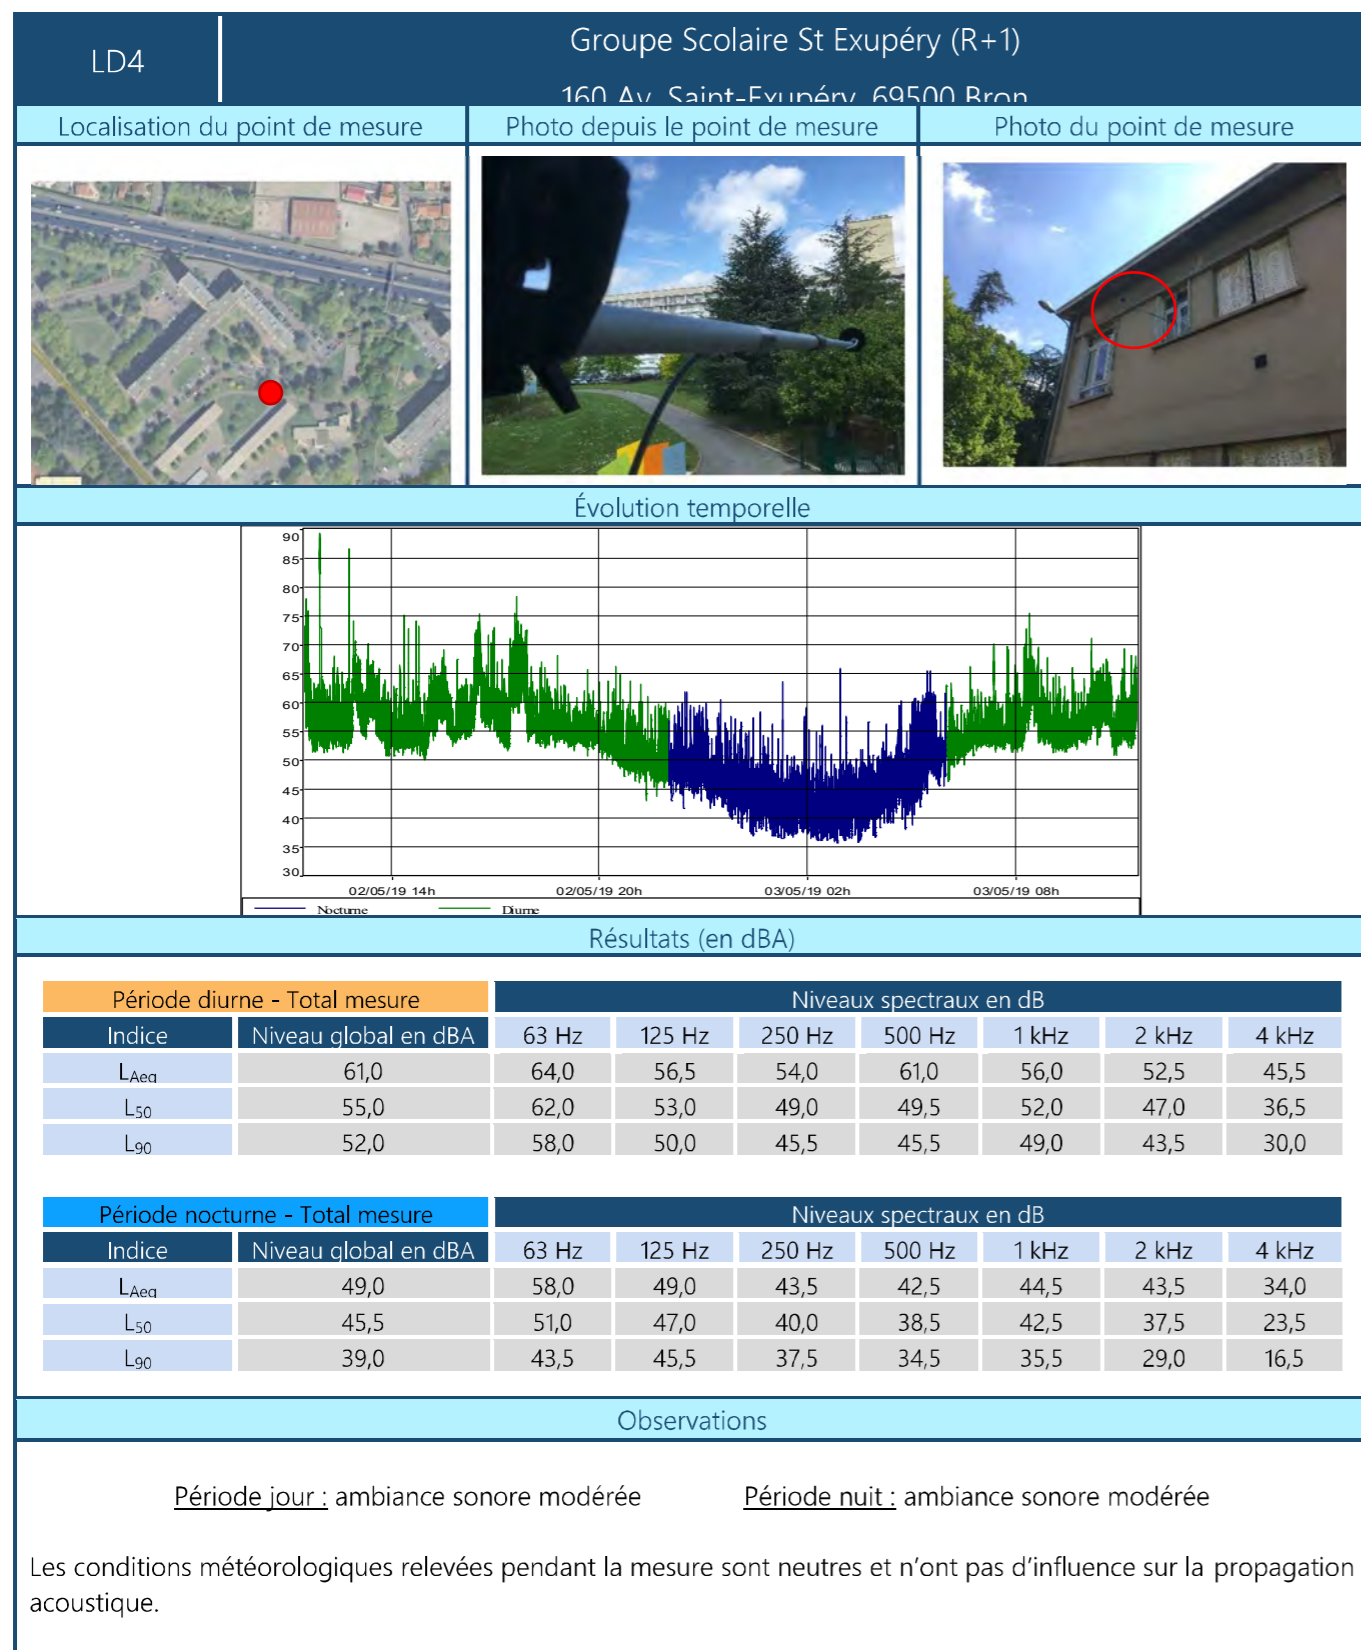 LD4
Groupe Scolaire St Exupéry (R+1)
160 Av. Saint-Exupéry, 69500 Bron
Localisation du point de mesure Photo depuis le point de mesure Photo du point de mesure
Évolution temporelle
90
85
80
75
70
65
60
55
50
45
40
35
30
02/05/19 14h 02/05/19 20h 03/05/19 02h 03/05/19 08h
Nocturne Diurne
Résultats (en dBA)
Période diurne - Total mesure Niveaux spectraux en dB
Indice Niveau global en dBA 63 Hz 125 Hz 250 Hz 500 Hz 1 kHz 2 kHz 4 kHz
LAeq 61,0 64,0 56,5 54,0 61,0 56,0 52,5 45,5
L50 55,0 62,0 53,0 49,0 49,5 52,0 47,0 36,5
L90 52,0 58,0 50,0 45,5 45,5 49,0 43,5 30,0
Période nocturne - Total mesure Niveaux spectraux en dB
Indice Niveau global en dBA 63 Hz 125 Hz 250 Hz 500 Hz 1 kHz 2 kHz 4 kHz
LAeq 49,0 58,0 49,0 43,5 42,5 44,5 43,5 34,0
L50 45,5 51,0 47,0 40,0 38,5 42,5 37,5 23,5
L90 39,0 43,5 45,5 37,5 34,5 35,5 29,0 16,5
Observations
Période jour : ambiance sonore modérée Période nuit : ambiance sonore modérée
Les conditions météorologiques relevées pendant la mesure sont neutres et n’ont pas d’influence sur la propagation
acoustique.